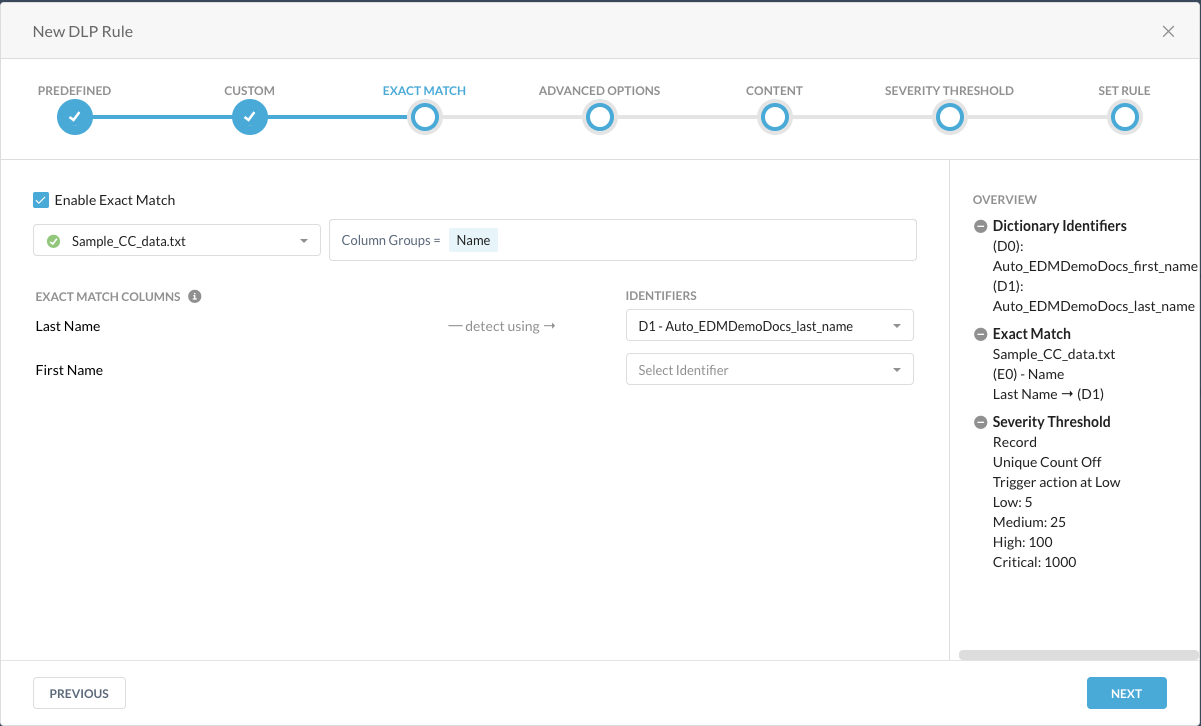 New DLP Rule
PREDEFINED CUSTOM EXACT MATCH ADVANCED OPTIONS CONTENT SEVERITY THRESHOLD SET RULE
Enable Exact Match
Sample_CC_data.txt
Column Groups = Name
EXACT MATCH COLUMNS
IDENTIFIERS
Last Name — detect using → D1 - Auto_EDMDemoDocs_last_name
First Name Select Identifier
OVERVIEW
Dictionary Identifiers
(D0):
Auto_EDMDemoDocs_first_name
(D1):
Auto_EDMDemoDocs_last_name
Exact Match
Sample_CC_data.txt
(E0) - Name
Last Name → (D1)
Severity Threshold
Record
Unique Count Off
Trigger action at Low
Low: 5
Medium: 25
High: 100
Critical: 1000
PREVIOUS
NEXT